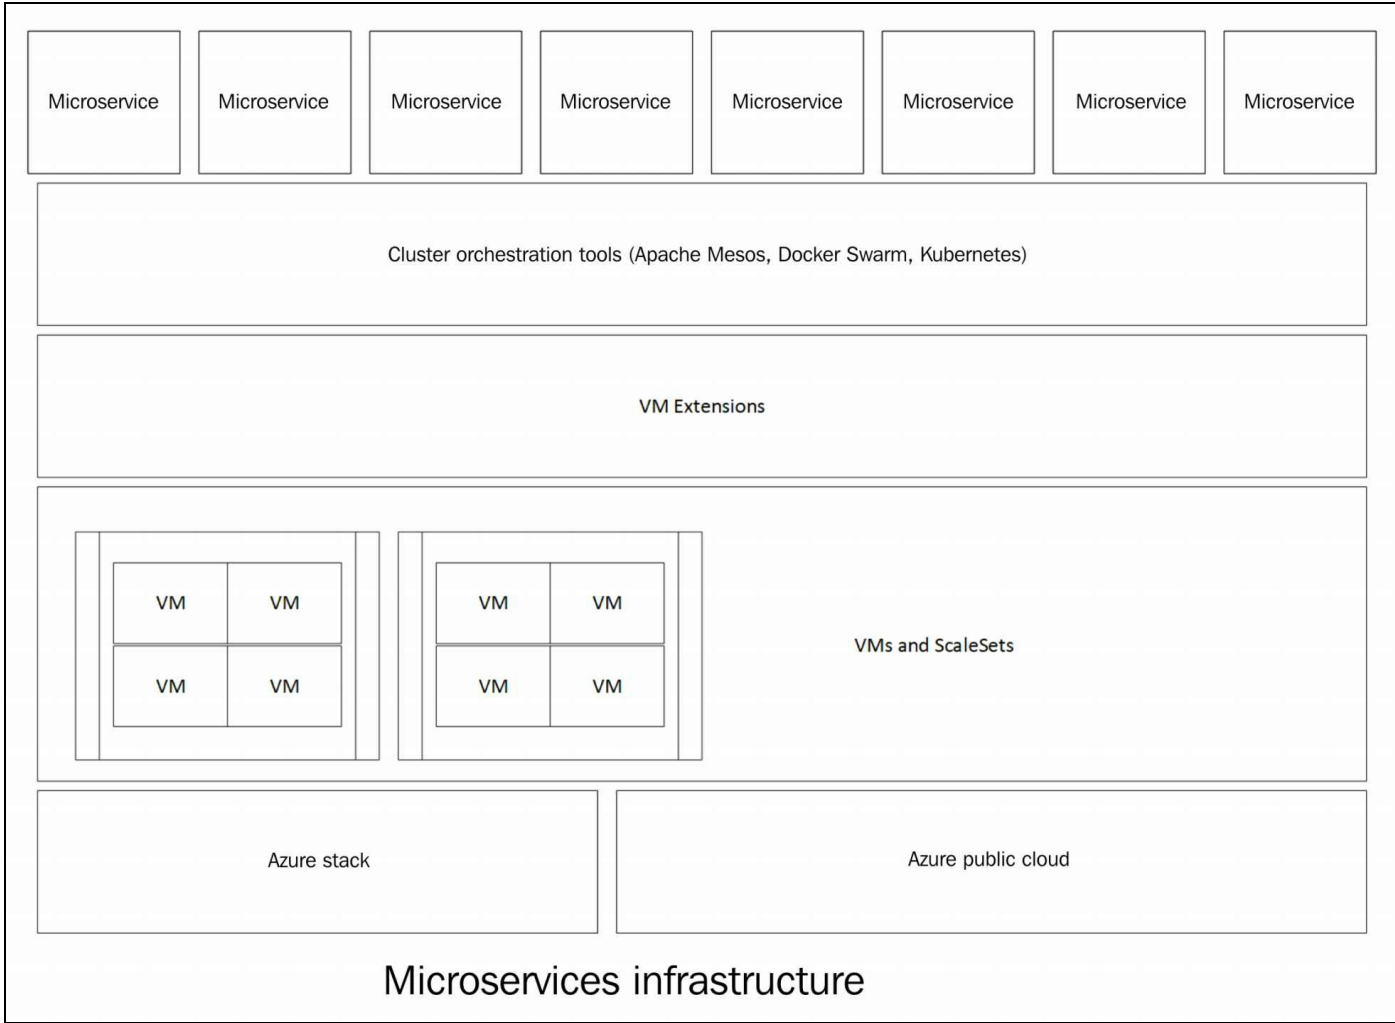 Microservice Microservice Microservice Microservice Microservice Microservice Microservice Microservice
Cluster orchestration tools (Apache Mesos, Docker Swarm, Kubernetes)
VM Extensions
VM VM VM VM
VMs and ScaleSets
VM VM VM VM
Azure stack Azure public cloud
Microservices infrastructure